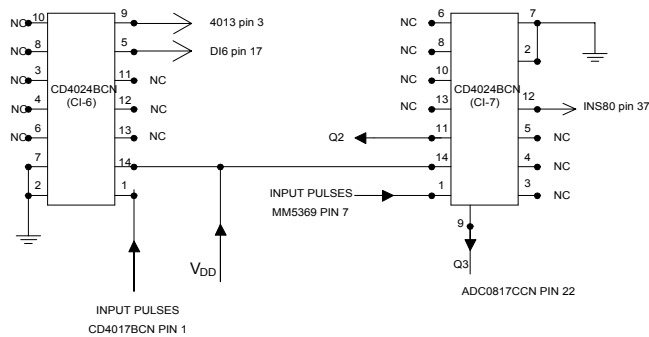 NC 10 9 4013 pin 3
NC 8 5 DI6 pin 17
CD4024BCN
(CI-6)
NC 3 11 NC
NC 4 12 NC
NC 6 13 NC
7 14
2 1
VDD
INPUT PULSES
CD4017BCN PIN 1
NC 6 7
NC 8 2
CD4024BCN
(CI-7)
NC 10 12 INS80 pin 37
NC 13 5 NC
Q2 11 4 NC
14 3 NC
INPUT PULSES 1
MM5369 PIN 7
9
Q3
ADC0817CCN PIN 22